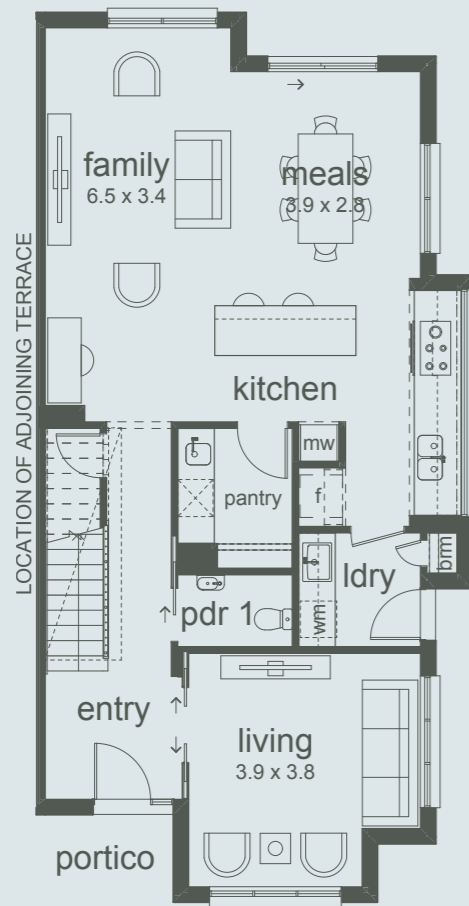 family
6.5 x 3.4
meals
3.9 x 2.8
LOCATION OF ADJOINING TERRACE
kitchen
mw
pantry
f
ldry
brm
wm
pdr 1
entry
living
3.9 x 3.8
portico